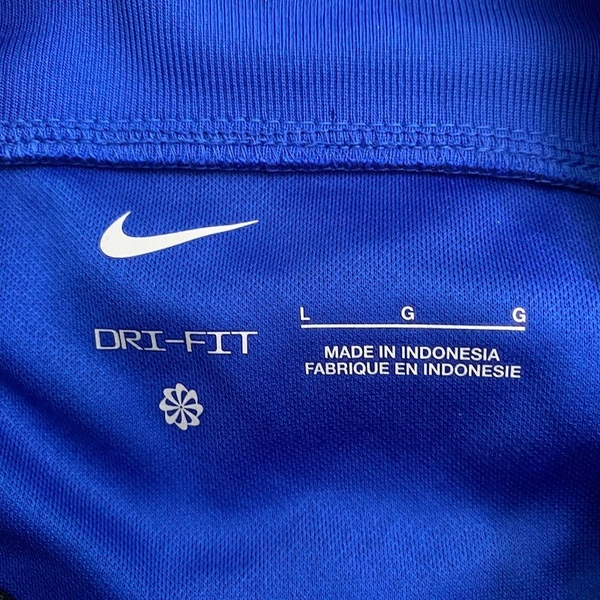 DRI-FIT
L G G
MADE IN INDONESIA
FABRIQUE EN INDONESIE